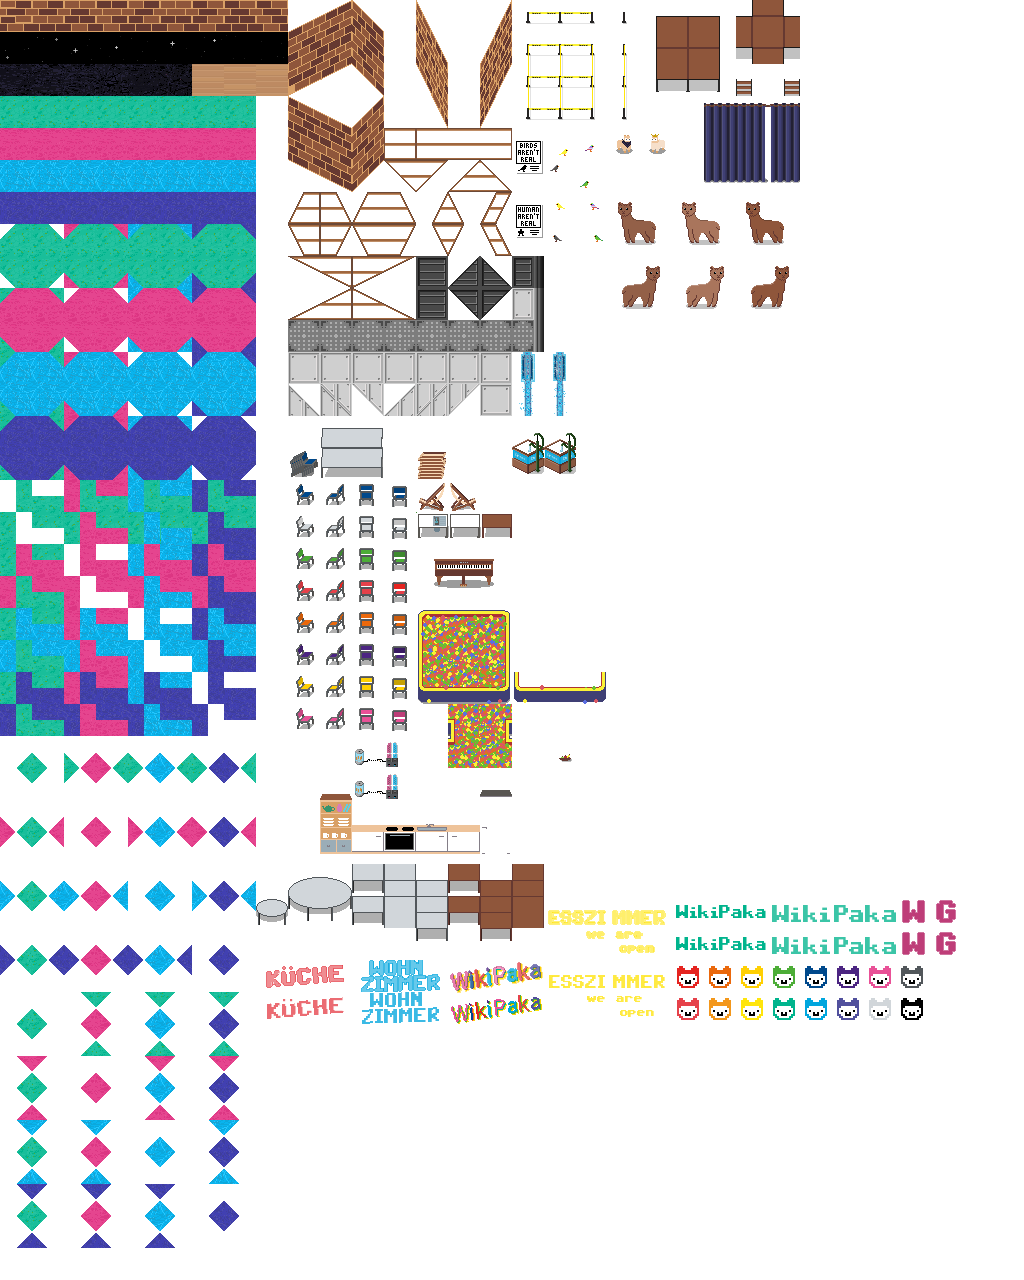 BIRDS
AREN'T
REAL
HUMAN
AREN'T
REAL
ESSZI MMER
we are
open
WikiPaka WikiPaka W G
WikiPaka WikiPaka W G
KÜCHE
WOHN
ZIMMER
WikiPaka
ESSZI MMER
we are
open
KÜCHE
WOHN
ZIMMER
WikiPaka